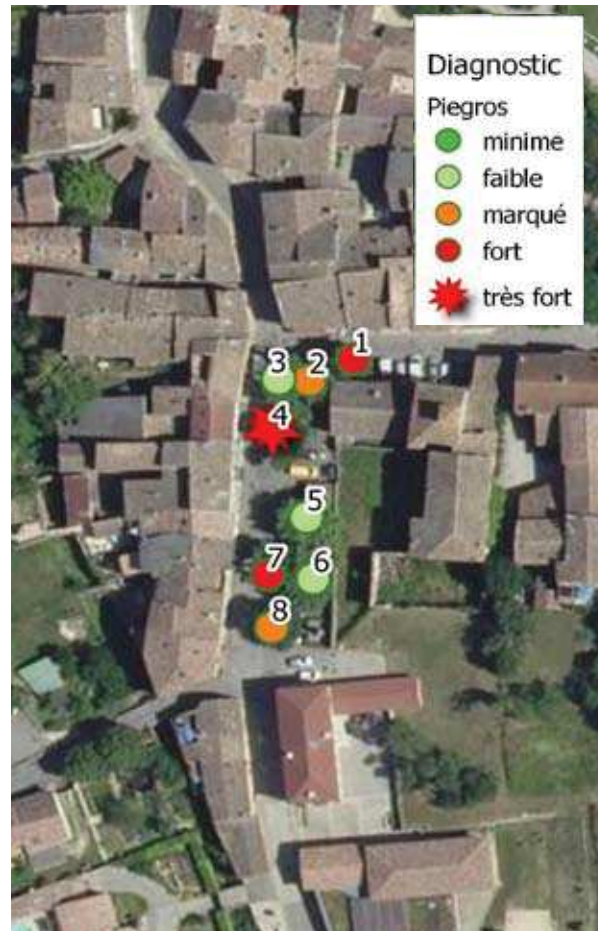 Diagnostic
Piegros
minime
faible
marqué
fort
très fort
1
3 2
4
5
7 6
8